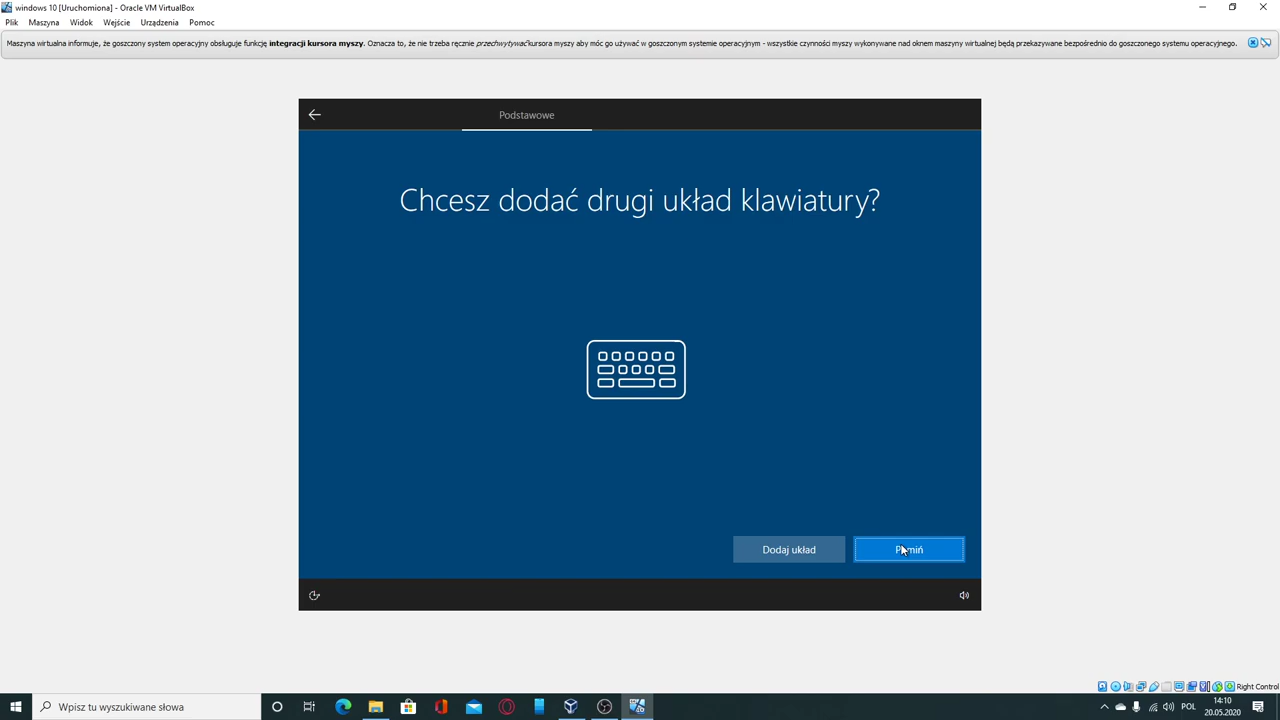 windows 10 [Uruchomiona] - Oracle VM VirtualBox
Plik Maszyna Widok Wejście Urządzenia Pomoc
Maszyna wirtualna informuje, że goszczony system operacyjny obsługuje funkcję integracji kursora myszy. Oznacza to, że nie trzeba ręcznie przechwytywać kursora myszy aby móc go używać w goszczonym systemie operacyjnym - wszystkie czynności myszy wykonywane nad oknem maszyny wirtualnej będą przekazywane bezpośrednio do goszczonego systemu operacyjnego.
Podstawowe
Chcesz dodać drugi układ klawiatury?
Dodaj układ
Pomiń
Right Control
Wpisz tu wyszukiwane słowa
POL
14:10
20.05.2020